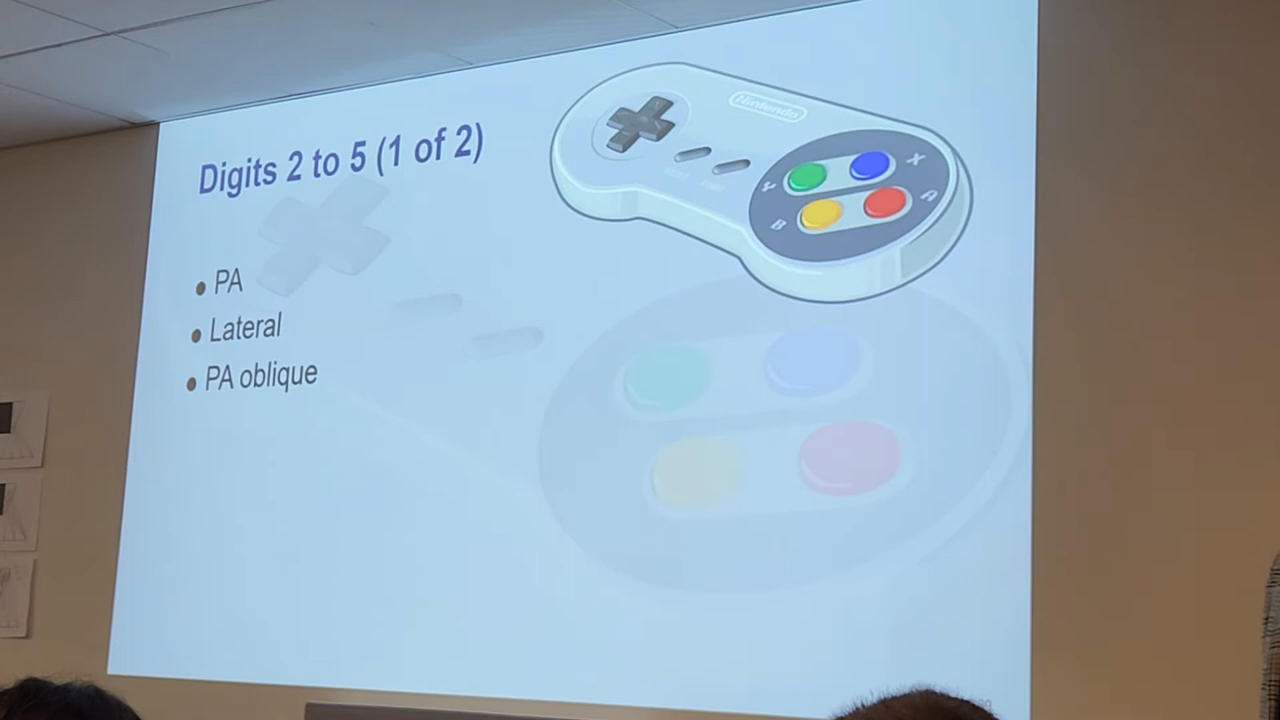 Digits 2 to 5 (1 of 2)
• PA
• Lateral
• PA oblique
Nintendo
X
Y
A
B